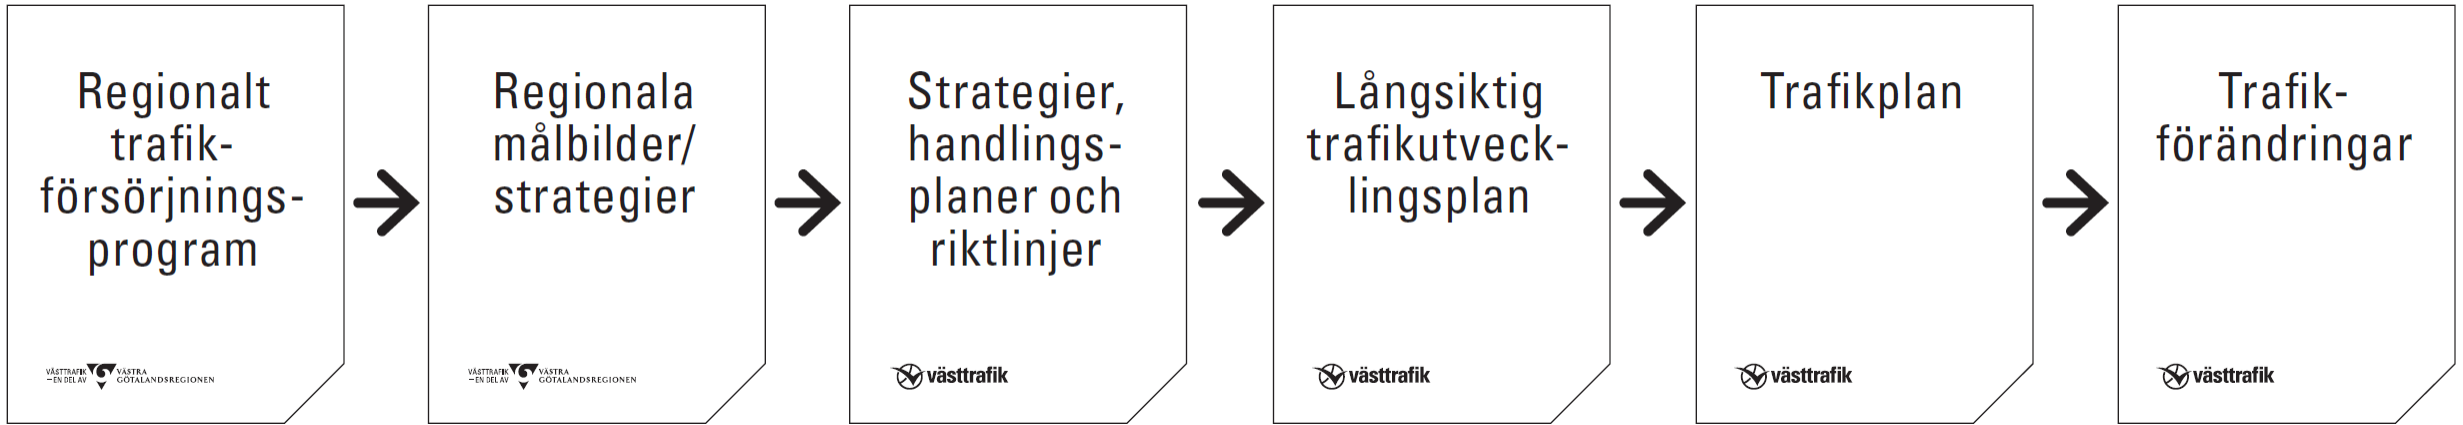 Regionalt
trafik-
försörjnings-
program
VÄSTTRAFIK
– EN DEL AV
VÄSTRA
GÖTALANDSREGIONEN
Regionala
målbilder/
strategier
VÄSTTRAFIK
– EN DEL AV
VÄSTRA
GÖTALANDSREGIONEN
Strategier,
handlings-
planer och
riktlinjer
västtrafik
Långsiktig
trafikutveck-
lingsplan
västtrafik
Trafikplan
västtrafik
Trafik-
förändringar
västtrafik